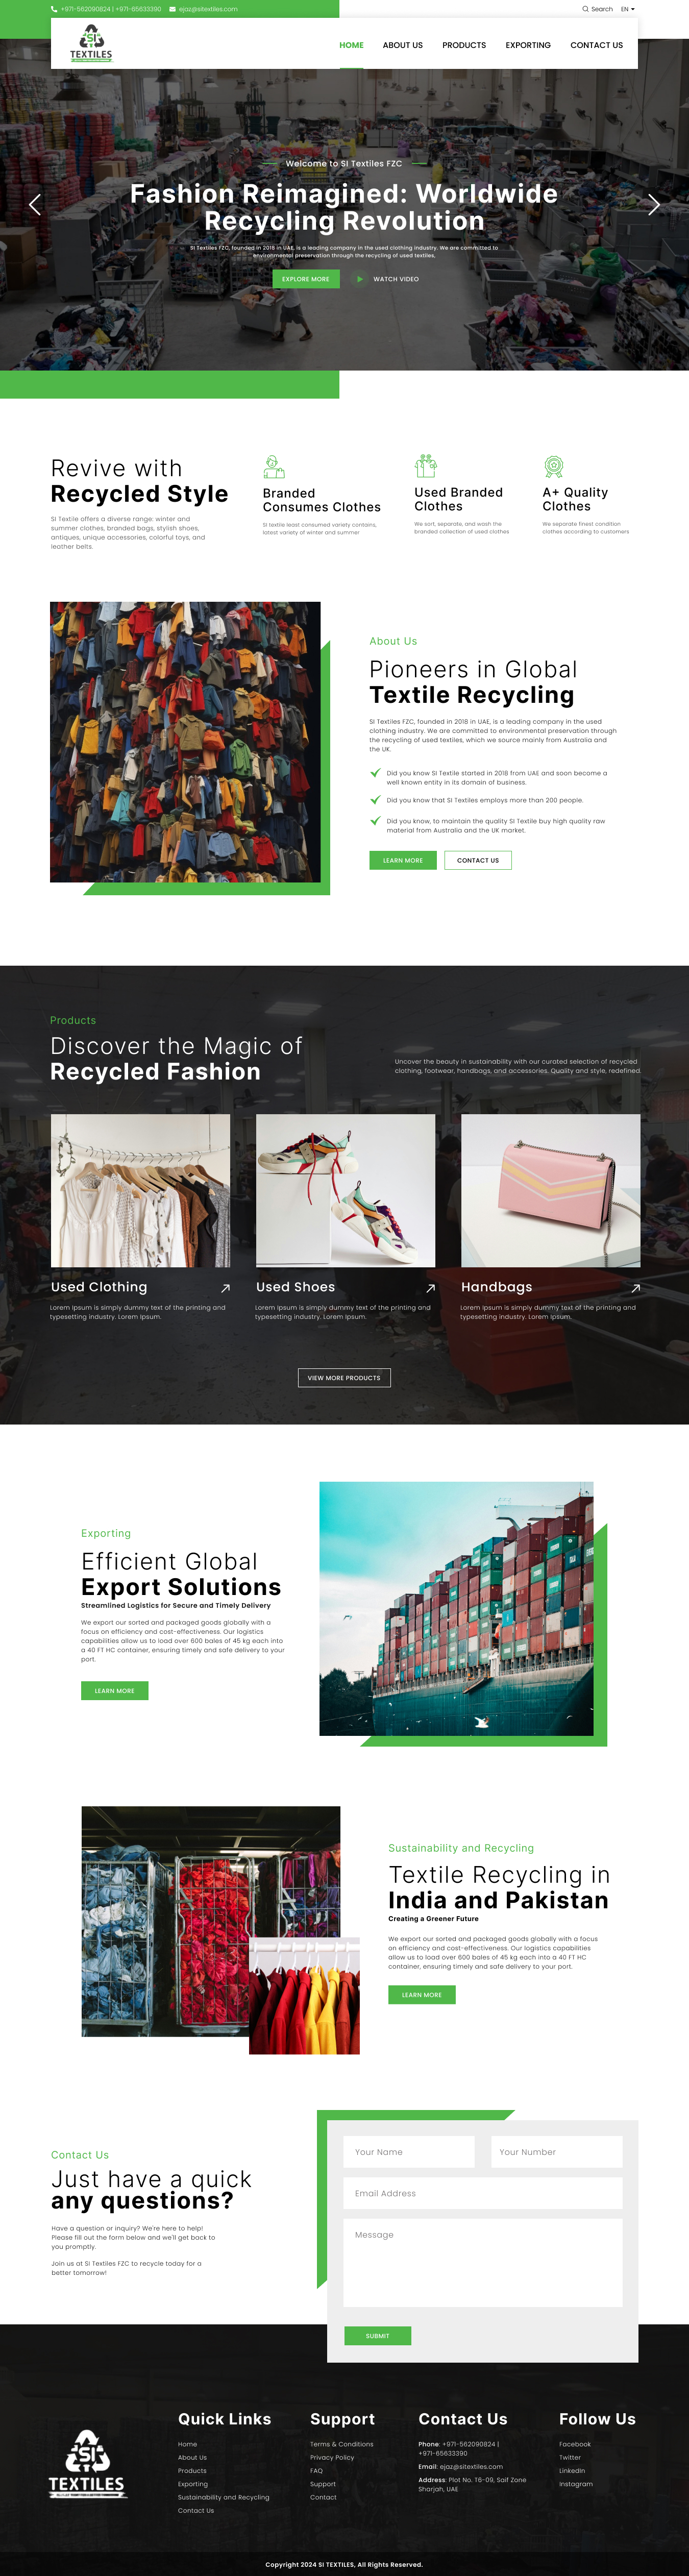 +971-562090824 | +971-65633390
ejaz@sitextiles.com
Search
EN
SI
TEXTILES
HOME
ABOUT US
PRODUCTS
EXPORTING
CONTACT US
Welcome to SI Textiles FZC
Fashion Reimagined: Worldwide
Recycling Revolution
SI Textiles FZC, founded in 2018 in UAE, is a leading company in the used clothing industry. We are committed to
environmental preservation through the recycling of used textiles,
EXPLORE MORE
WATCH VIDEO
Revive with
Recycled Style
SI Textile offers a diverse range: winter and
summer clothes, branded bags, stylish shoes,
antiques, unique accessories, colorful toys, and
leather belts.
Branded
Consumes Clothes
SI textile least consumed variety contains,
latest variety of winter and summer
Used Branded
Clothes
We sort, separate, and wash the
branded collection of used clothes
A+ Quality
Clothes
We separate finest condition
clothes according to customers
About Us
Pioneers in Global
Textile Recycling
SI Textiles FZC, founded in 2018 in UAE, is a leading company in the used
clothing industry. We are committed to environmental preservation through
the recycling of used textiles, which we source mainly from Australia and
the UK.
Did you know SI Textile started in 2018 from UAE and soon become a
well known entity in its domain of business.
Did you know that SI Textiles employs more than 200 people.
Did you know, to maintain the quality SI Textile buy high quality raw
material from Australia and the UK market.
LEARN MORE
CONTACT US
Products
Discover the Magic of
Recycled Fashion
Uncover the beauty in sustainability with our curated selection of recycled
clothing, footwear, handbags, and accessories. Quality and style, redefined.
Used Clothing
Lorem Ipsum is simply dummy text of the printing and
typesetting industry. Lorem Ipsum.
Used Shoes
Lorem Ipsum is simply dummy text of the printing and
typesetting industry. Lorem Ipsum.
Handbags
Lorem Ipsum is simply dummy text of the printing and
typesetting industry. Lorem Ipsum.
VIEW MORE PRODUCTS
Exporting
Efficient Global
Export Solutions
Streamlined Logistics for Secure and Timely Delivery
We export our sorted and packaged goods globally with a
focus on efficiency and cost-effectiveness. Our logistics
capabilities allow us to load over 600 bales of 45 kg each into
a 40 FT HC container, ensuring timely and safe delivery to your
port.
LEARN MORE
Sustainability and Recycling
Textile Recycling in
India and Pakistan
Creating a Greener Future
We export our sorted and packaged goods globally with a focus
on efficiency and cost-effectiveness. Our logistics capabilities
allow us to load over 600 bales of 45 kg each into a 40 FT HC
container, ensuring timely and safe delivery to your port.
LEARN MORE
Contact Us
Just have a quick
any questions?
Have a question or inquiry? We're here to help!
Please fill out the form below and we'll get back to
you promptly.
Join us at SI Textiles FZC to recycle today for a
better tomorrow!
Your Name
Your Number
Email Address
Message
SUBMIT
SI
TEXTILES
Quick Links
Home
About Us
Products
Exporting
Sustainability and Recycling
Contact Us
Support
Terms & Conditions
Privacy Policy
FAQ
Support
Contact
Contact Us
Phone: +971-562090824 |
+971-65633390
Email: ejaz@sitextiles.com
Address: Plot No. T6-09, Saif Zone
Sharjah, UAE
Follow Us
Facebook
Twitter
LinkedIn
Instagram
Copyright 2024 SI TEXTILES, All Rights Reserved.